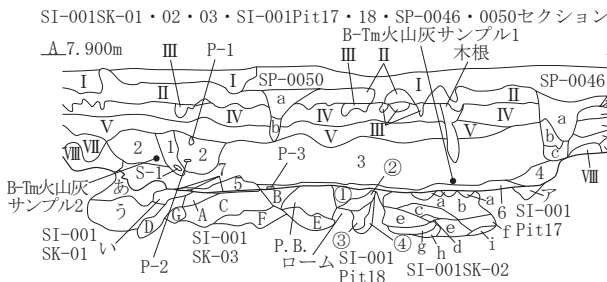 SI-001SK-01・02・03・SI-001Pit17・18・SP-0046・0050セクション
B-Tm火山灰サンプル1
A 7.900m
Ⅲ P-1 Ⅲ Ⅱ 木根
Ⅰ Ⅰ SP-0050 Ⅰ SP-0046
Ⅱ a Ⅱ a
Ⅳ Ⅳ Ⅲ Ⅳ
Ⅴ b Ⅴ Ⅴ b
Ⅷ Ⅶ 2 1 2 c Ⅷ
S-1 7 P-3 3 ② 4
B-Tm火山灰
サンプル2
あ 5 B ① a b a 6 ア
う G A C F E e c f
SI-001
Pit17
SI-001
SK-01
い D P-2
SI-001
SK-03
P.B.
ローム
③ ④ g h e d i
SI-001
Pit18
SI-001SK-02